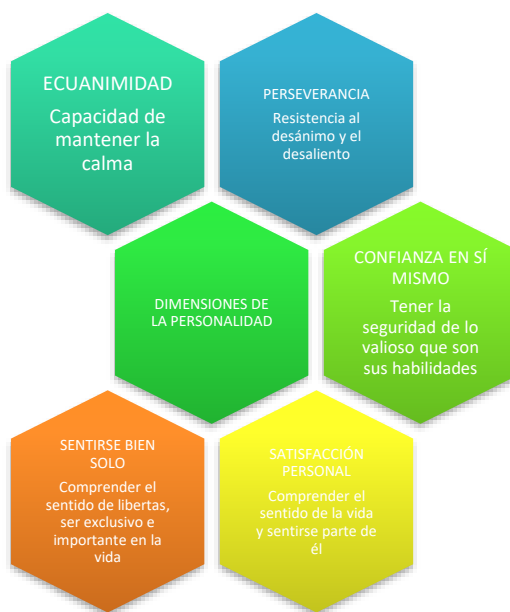 ECUANIMIDAD
Capacidad de
mantener la
calma
PERSEVERANCIA
Resistencia al
desánimo y el
desaliento
DIMENSIONES DE
LA PERSONALIDAD
CONFIANZA EN SÍ
MISMO
Tener la
seguridad de lo
valioso que son
sus habilidades
SENTIRSE BIEN
SOLO
Comprender el
sentido de libertas,
ser exclusivo e
importante en la
vida
SATISFACCIÓN
PERSONAL
Comprender el
sentido de la vida
y sentirse parte de
él